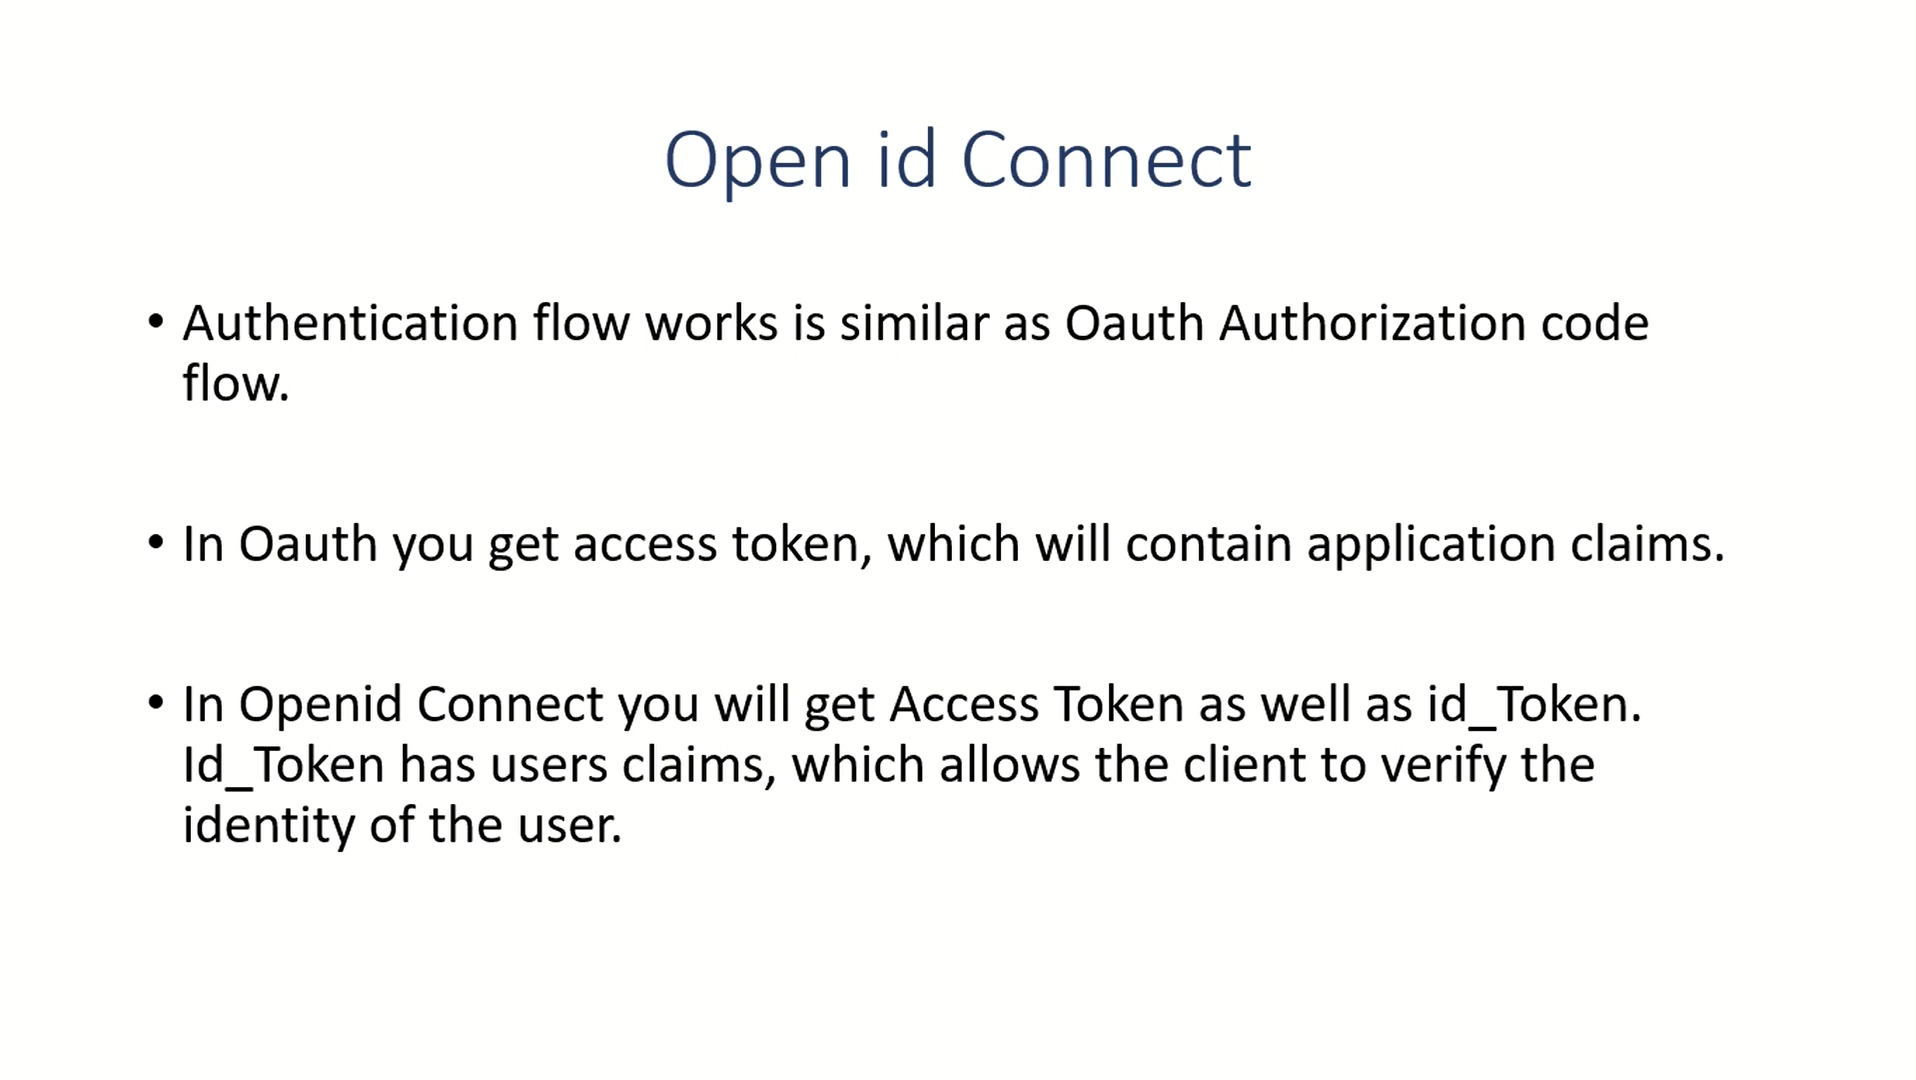 Open id Connect
• Authentication flow works is similar as Oauth Authorization code
flow.
• In Oauth you get access token, which will contain application claims.
• In Openid Connect you will get Access Token as well as id_Token.
Id_Token has users claims, which allows the client to verify the
identity of the user.